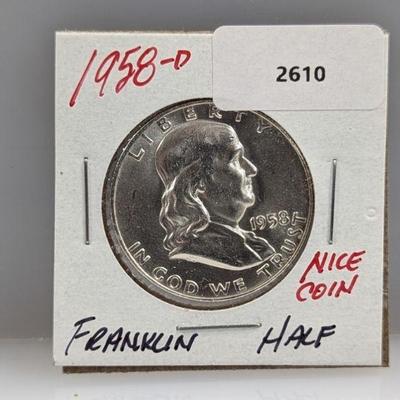 1958-D
2610
LIBERTY
1958
IN GOD WE TRUST
NICE
COIN
FRANKLIN HALF